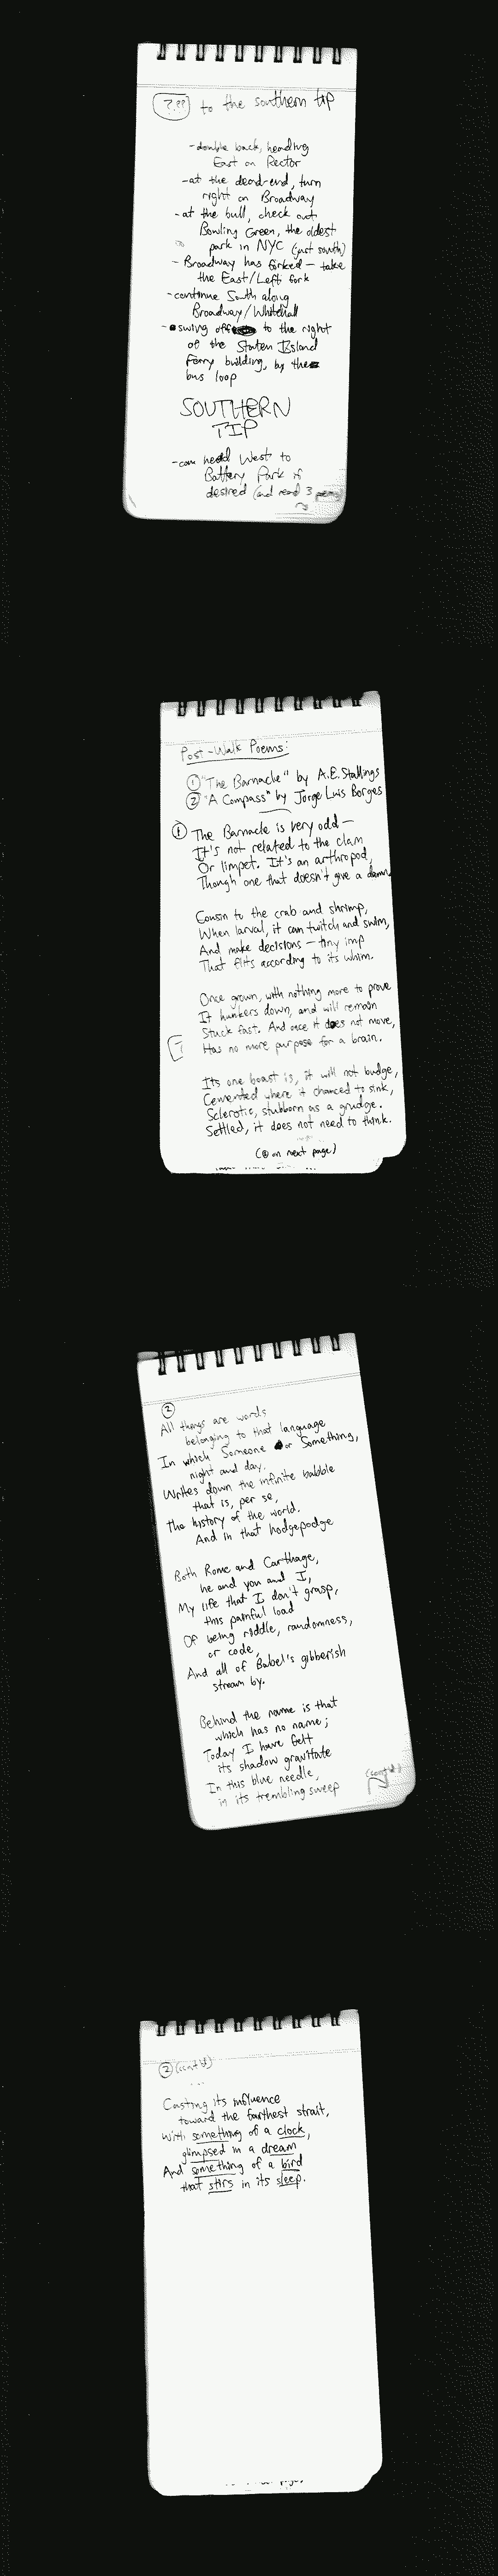 ?.?? to the southern tip
- double back, heading
East on Rector
- at the dead-end, turn
right on Broadway
- at the bull, check out
Bowling Green, the oldest
park in NYC (just south)
- Broadway has forked - take
the East/Left fork
- continue South along
Broadway/Whitehall
- swing off to the right
of the Staten Island
Ferry building, by the
bus loop
SOUTHERN
TIP
- can head West to
Battery Park if
desired (and read 3 poems)
Post-Walk Poems:
① "The Barnacle" by A.E. Stallings
② "A Compass" by Jorge Luis Borges
① The Barnacle is very odd—
It's not related to the clam
Or limpet. It's an arthropod,
Though one that doesn't give a damn.
Cousin to the crab and shrimp,
When larval, it can twitch and swim,
And make decisions—tiny imp
That flits according to its whim.
Once grown, with nothing more to prove
It hunkers down, and will remain
Stuck fast. And once it does not move,
Has no more purpose for a brain.
Its one boast is, it will not budge,
Cemented where it chanced to sink,
Sclerotic, stubborn as a grudge.
Settled, it does not need to think.
(② on next page)
②
All things are words
belonging to that language
In which Someone or Something,
night and day,
Writes down the infinite babble
that is, per se,
the history of the world.
And in that hodgepodge
Both Rome and Carthage,
he and you and I,
My life that I don't grasp,
this painful load
Of being riddle, randomness,
or code,
And all of Babel's gibberish
stream by.
Behind the name is that
which has no name;
Today I have felt
its shadow gravitate
In this blue needle,
in its trembling sweep
(cont'd)
② (cont'd)
...
Casting its influence
toward the farthest strait,
With something of a clock,
glimpsed in a dream
And something of a bird
that stirs in its sleep.